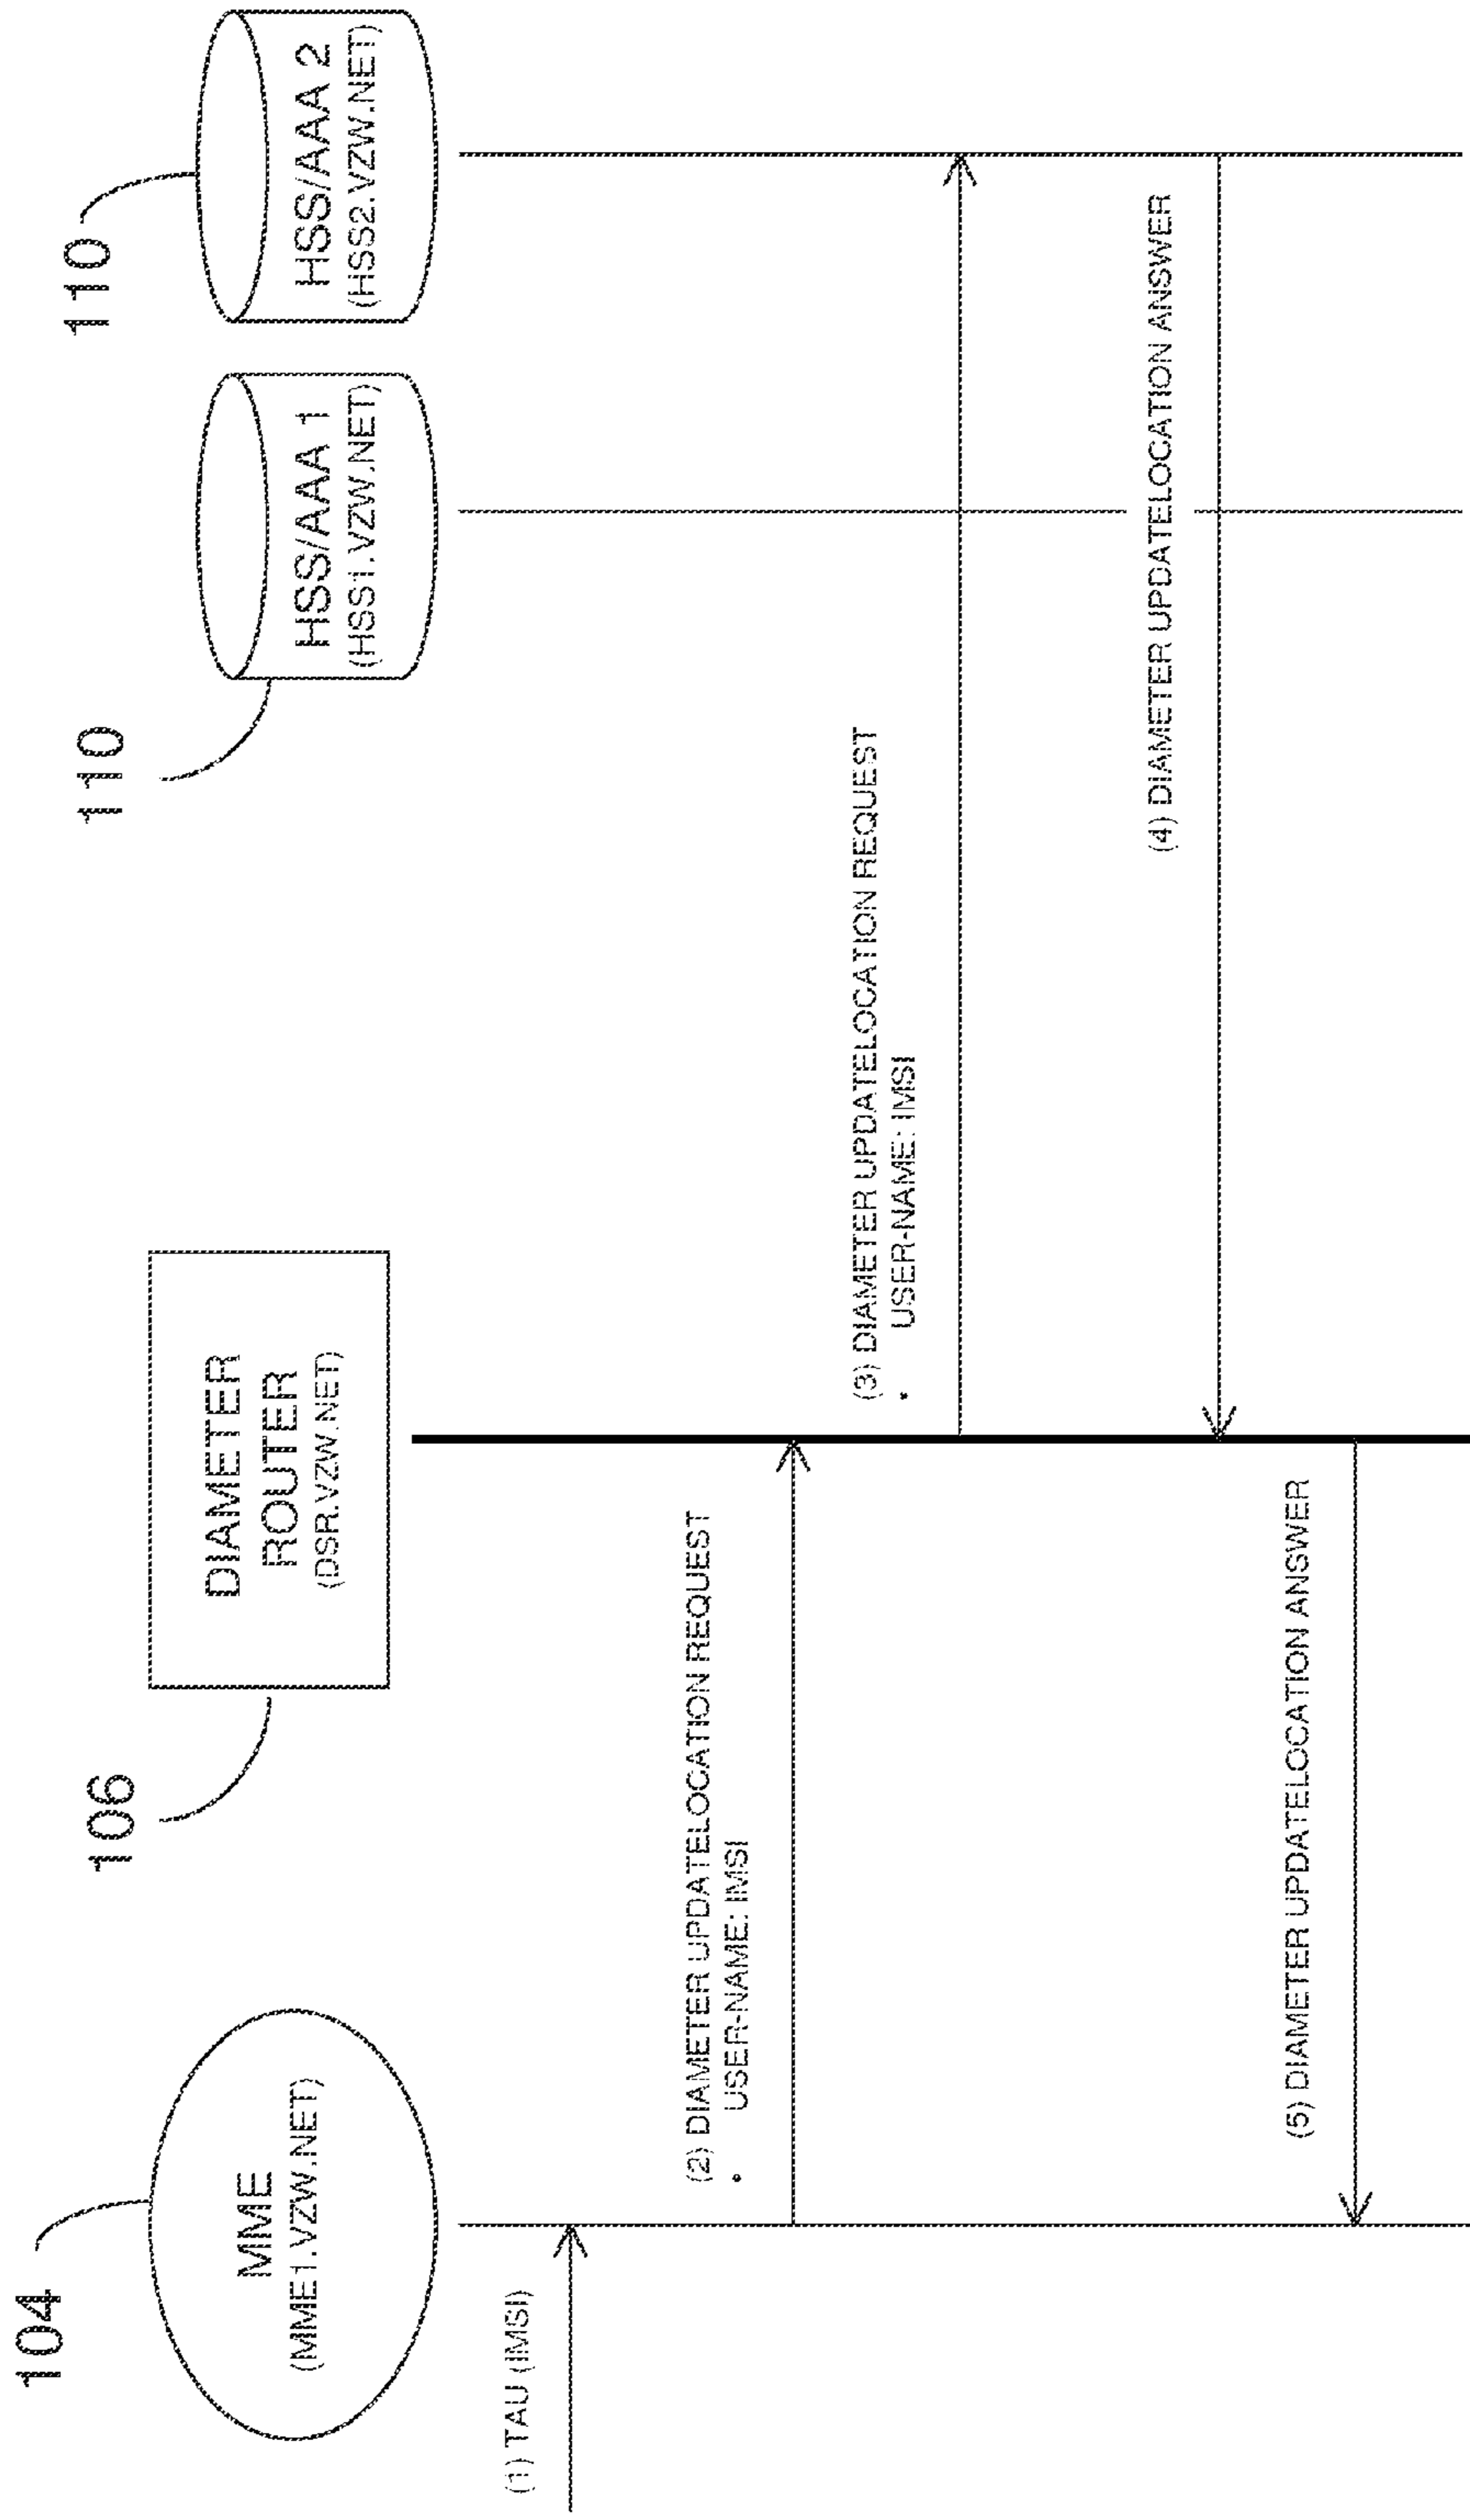 104
MME
(MME1.VZW.NET)
106
DIAMETER
ROUTER
(DSR.VZW.NET)
110
HSS/AAA 1
(HSS1.VZW.NET)
110
HSS/AAA 2
(HSS2.VZW.NET)
(1) TAU (IMSI)
(2) DIAMETER UPDATELOCATION REQUEST
• USER-NAME: IMSI
(3) DIAMETER UPDATELOCATION REQUEST
• USER-NAME: IMSI
(4) DIAMETER UPDATELOCATION ANSWER
(5) DIAMETER UPDATELOCATION ANSWER